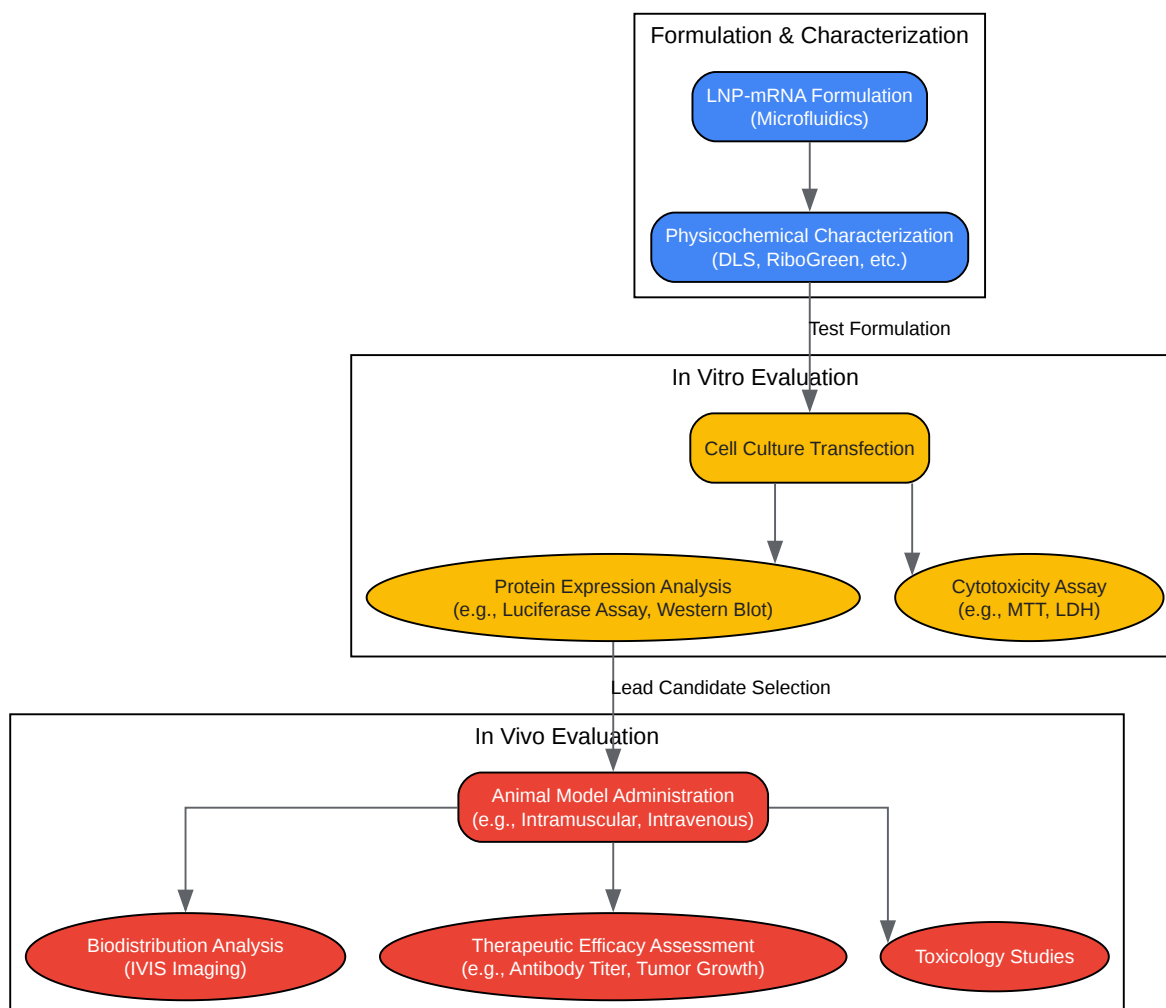 Formulation & Characterization
LNP-mRNA Formulation
(Microfluidics)
Physicochemical Characterization
(DLS, RiboGreen, etc.)
Test Formulation
In Vitro Evaluation
Cell Culture Transfection
Protein Expression Analysis
(e.g., Luciferase Assay, Western Blot)
Cytotoxicity Assay
(e.g., MTT, LDH)
Lead Candidate Selection
In Vivo Evaluation
Animal Model Administration
(e.g., Intramuscular, Intravenous)
Biodistribution Analysis
(IVIS Imaging)
Therapeutic Efficacy Assessment
(e.g., Antibody Titer, Tumor Growth)
Toxicology Studies